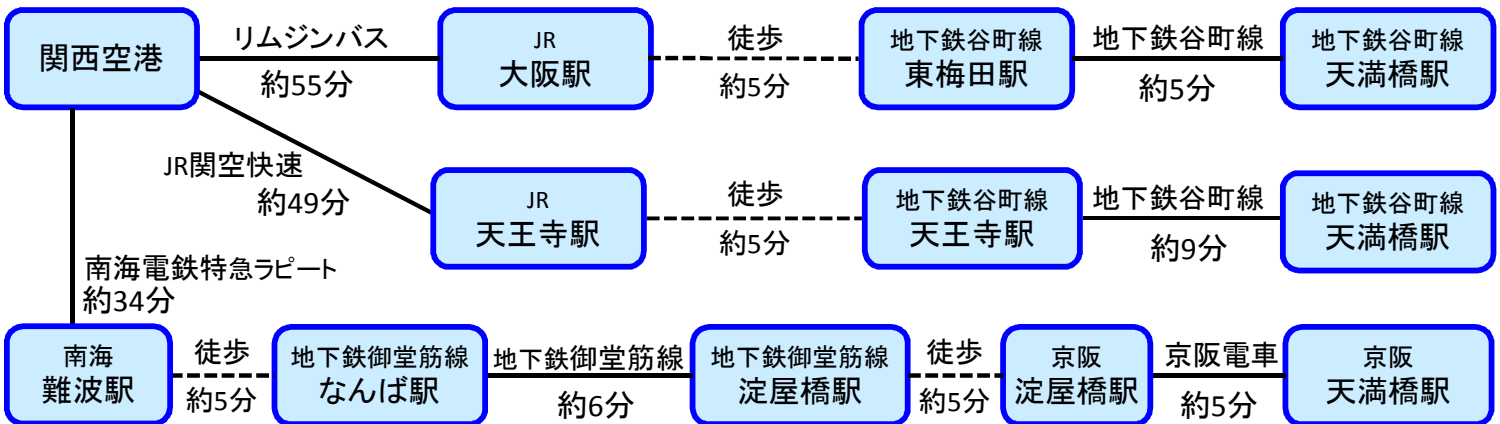 関西空港
リムジンバス
約55分
JR
大阪駅
徒歩
約5分
地下鉄谷町線
東梅田駅
地下鉄谷町線
約5分
地下鉄谷町線
天満橋駅
JR関空快速
約49分
JR
天王寺駅
徒歩
約5分
地下鉄谷町線
天王寺駅
地下鉄谷町線
約9分
地下鉄谷町線
天満橋駅
南海電鉄特急ラピート
約34分
南海
難波駅
徒歩
約5分
地下鉄御堂筋線
なんば駅
地下鉄御堂筋線
約6分
地下鉄御堂筋線
淀屋橋駅
徒歩
約5分
京阪
淀屋橋駅
京阪電車
約5分
京阪
天満橋駅